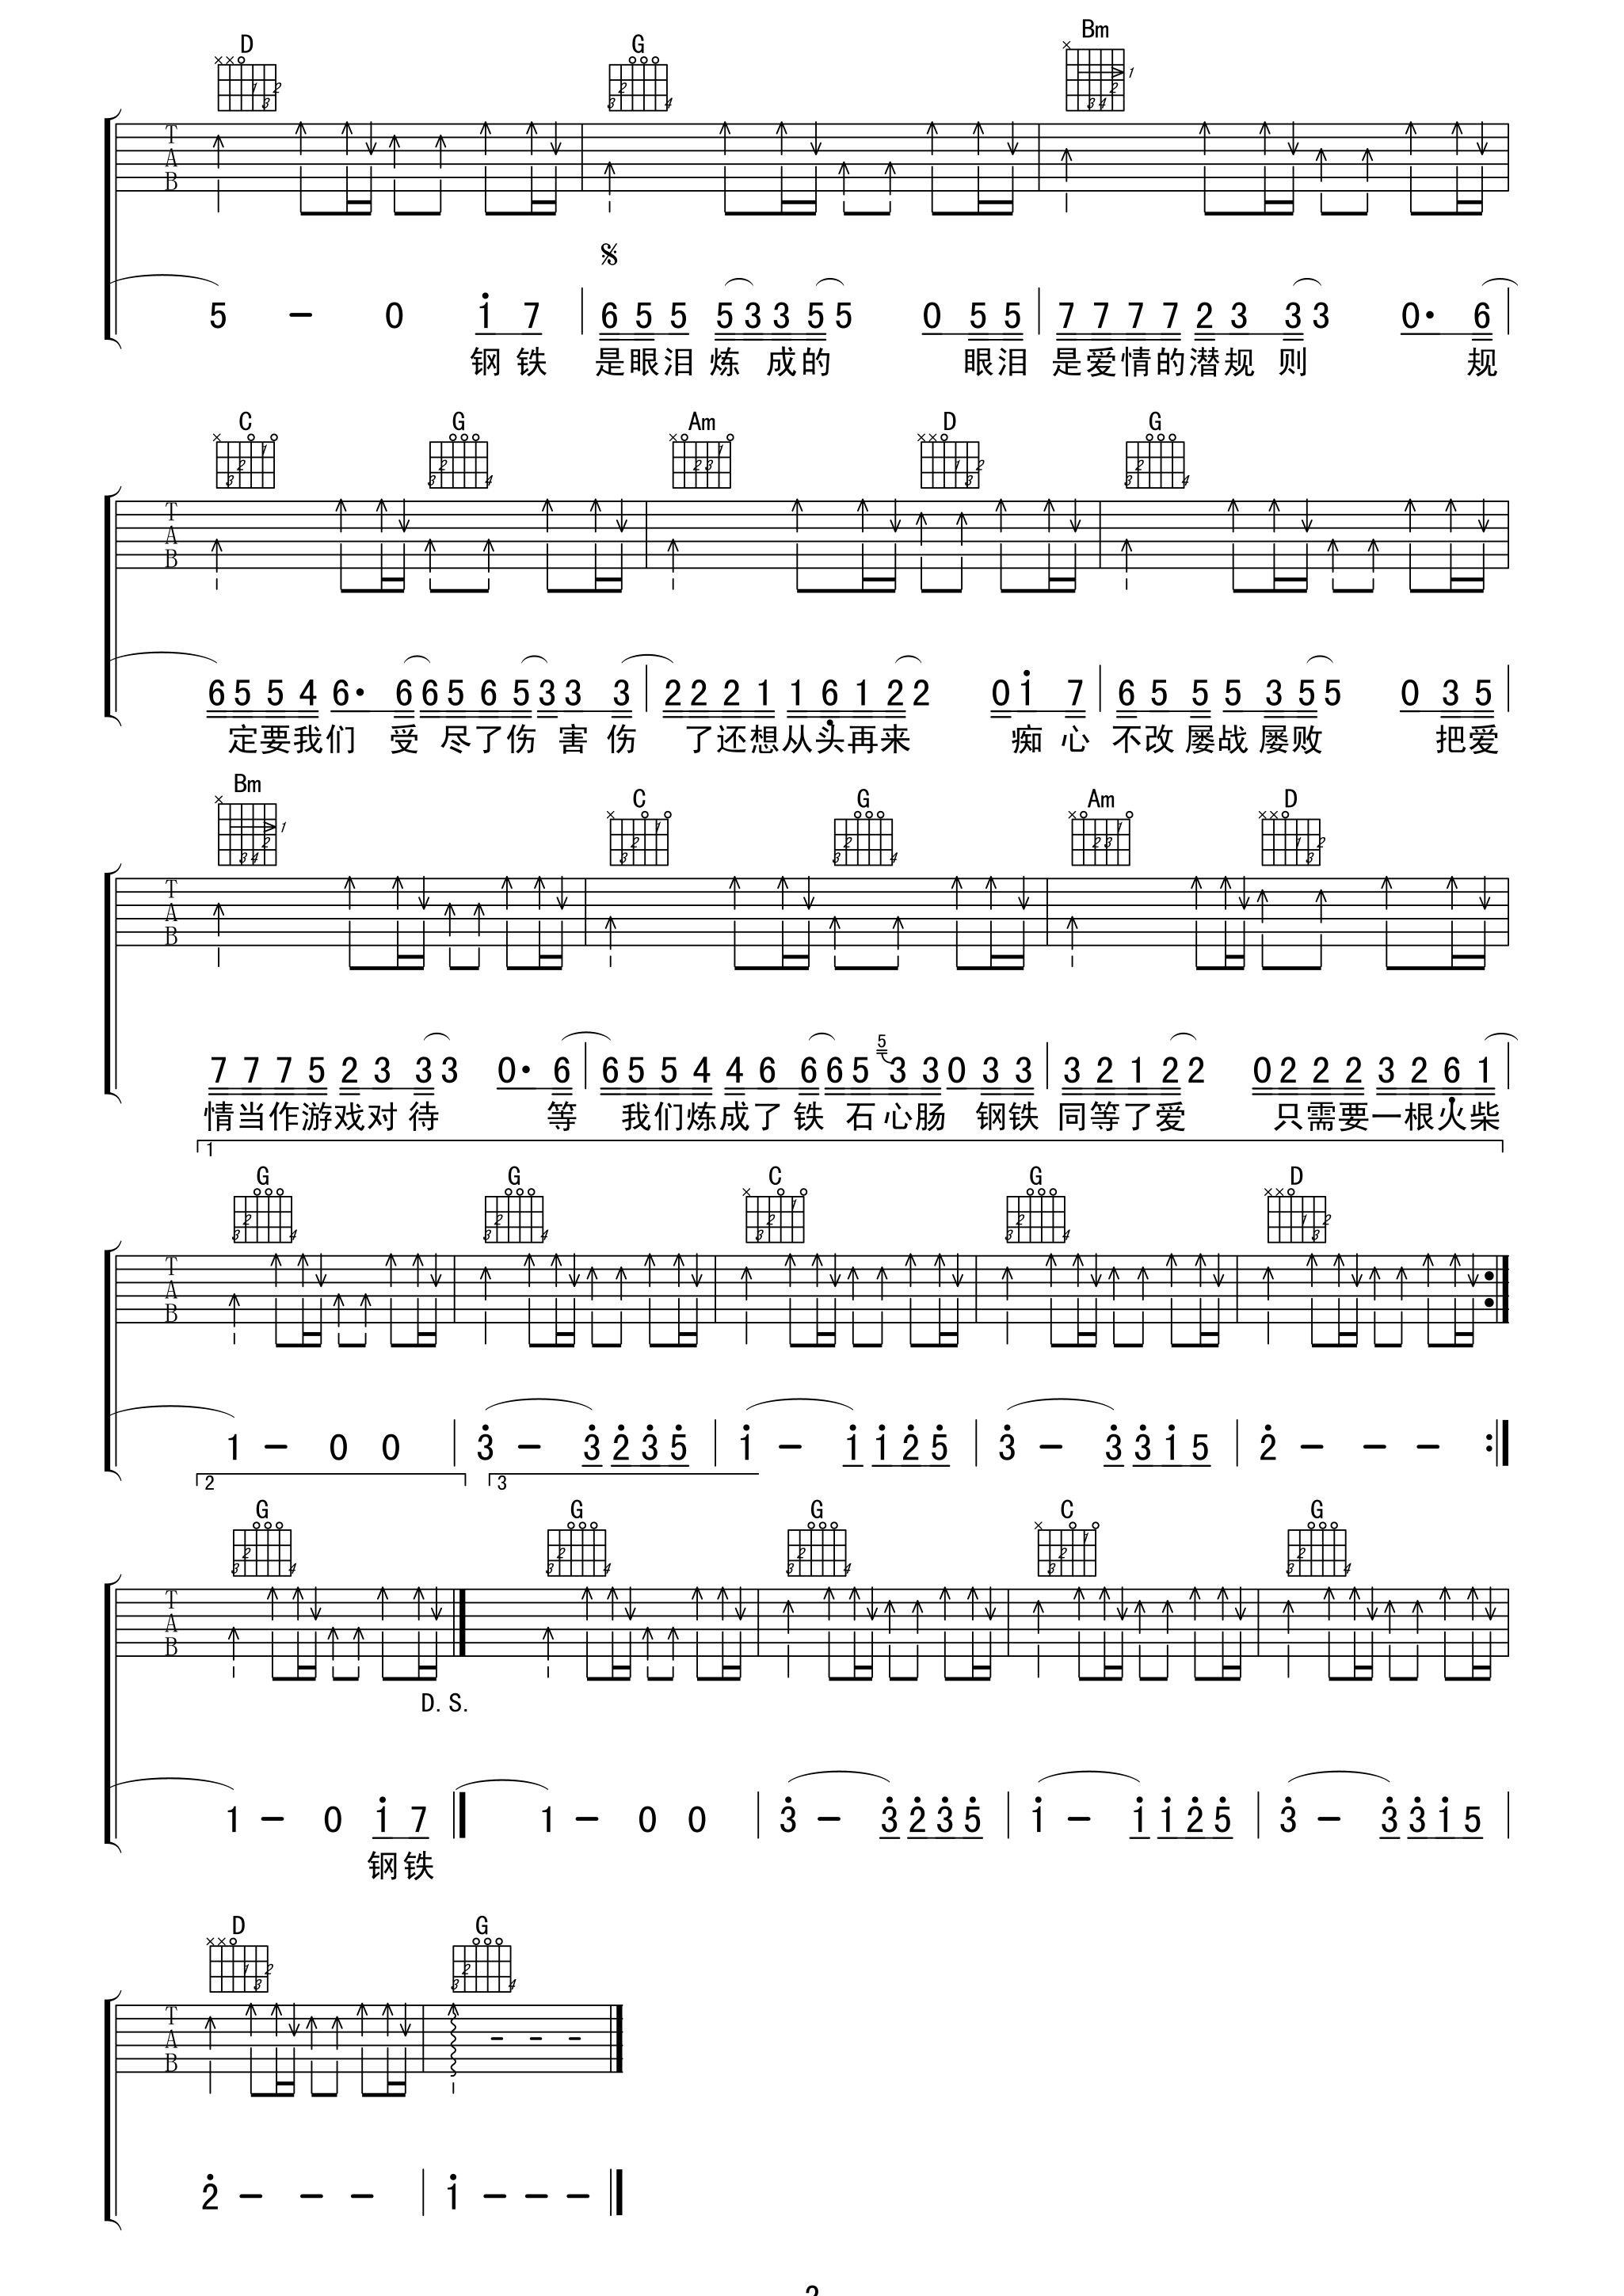 D G Bm
T A B
5 - 0 i 7 | 6 5 5 5 3 3 5 5 0 5 5 | 7 7 7 7 2 3 3 3 0· 6 |
钢 铁 是眼泪 炼 成的 眼泪 是爱情的潜规 则 规
C G Am D G
T A B
6 5 5 4 6· 6 6 5 6 5 3 3 3 | 2 2 2 1 1 6 1 2 2 0 i 7 | 6 5 5 5 3 5 5 0 3 5 |
定要我们 受 尽了伤 害 伤 了还想从头再来 痴 心 不改 屡战 屡败 把爱
Bm C G Am D
T A B
7 7 7 5 2 3 3 3 0· 6 | 6 5 5 4 4 6 6 6 5 5 3 3 0 3 3 | 3 2 1 2 2 0 2 2 2 3 2 6 1 |
情当作游戏对 待 等 我们炼成了 铁 石心肠 钢铁 同等了爱 只需要一根火柴
1
G G C G D
T A B
1 - 0 0 | 3 - 3 2 3 5 | i - i i 2 5 | 3 - 3 3 i 5 | 2 - - - :|
2 3
G G G C G
T A B
D.S.
1 - 0 i 7 | 1 - 0 0 | 3 - 3 2 3 5 | i - i i 2 5 | 3 - 3 3 i 5 |
钢铁
D G
T A B
2 - - - | i - - - |